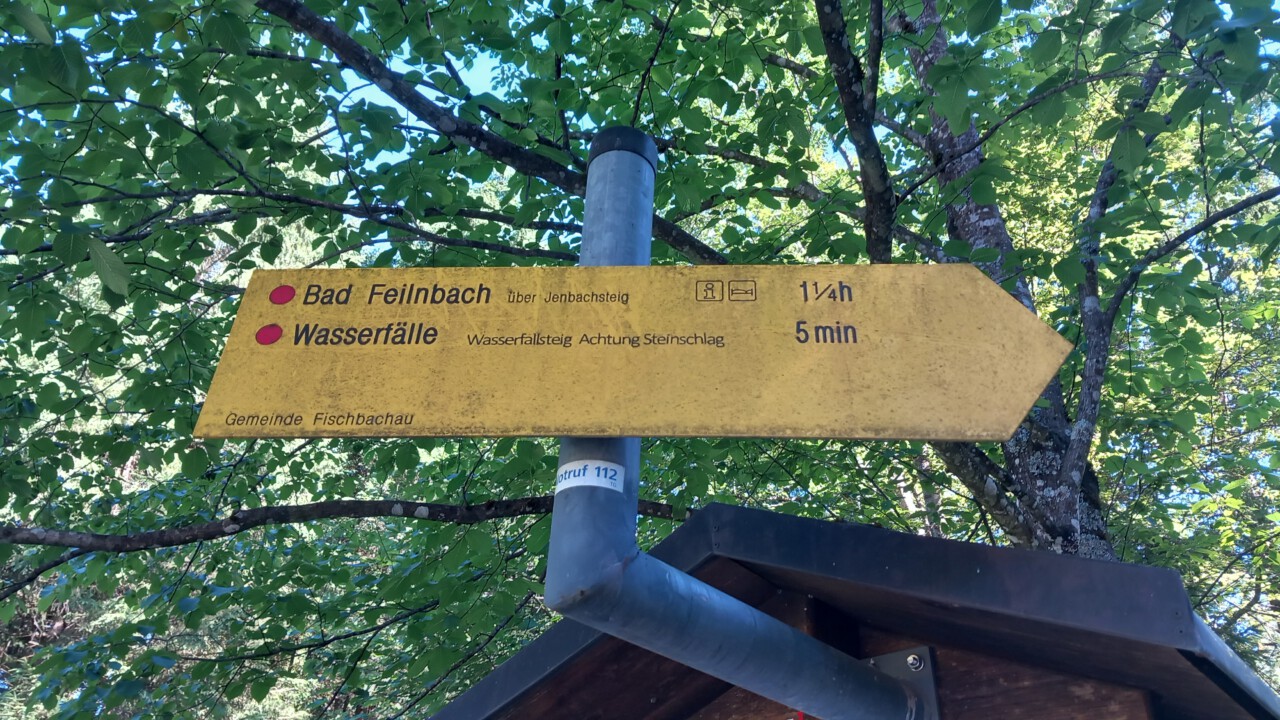 Bad Feilnbach über Jenbachsteig 1¼h
Wasserfälle Wasserfallsteig Achtung Steinschlag 5 min
Gemeinde Fischbachau
otruf 112